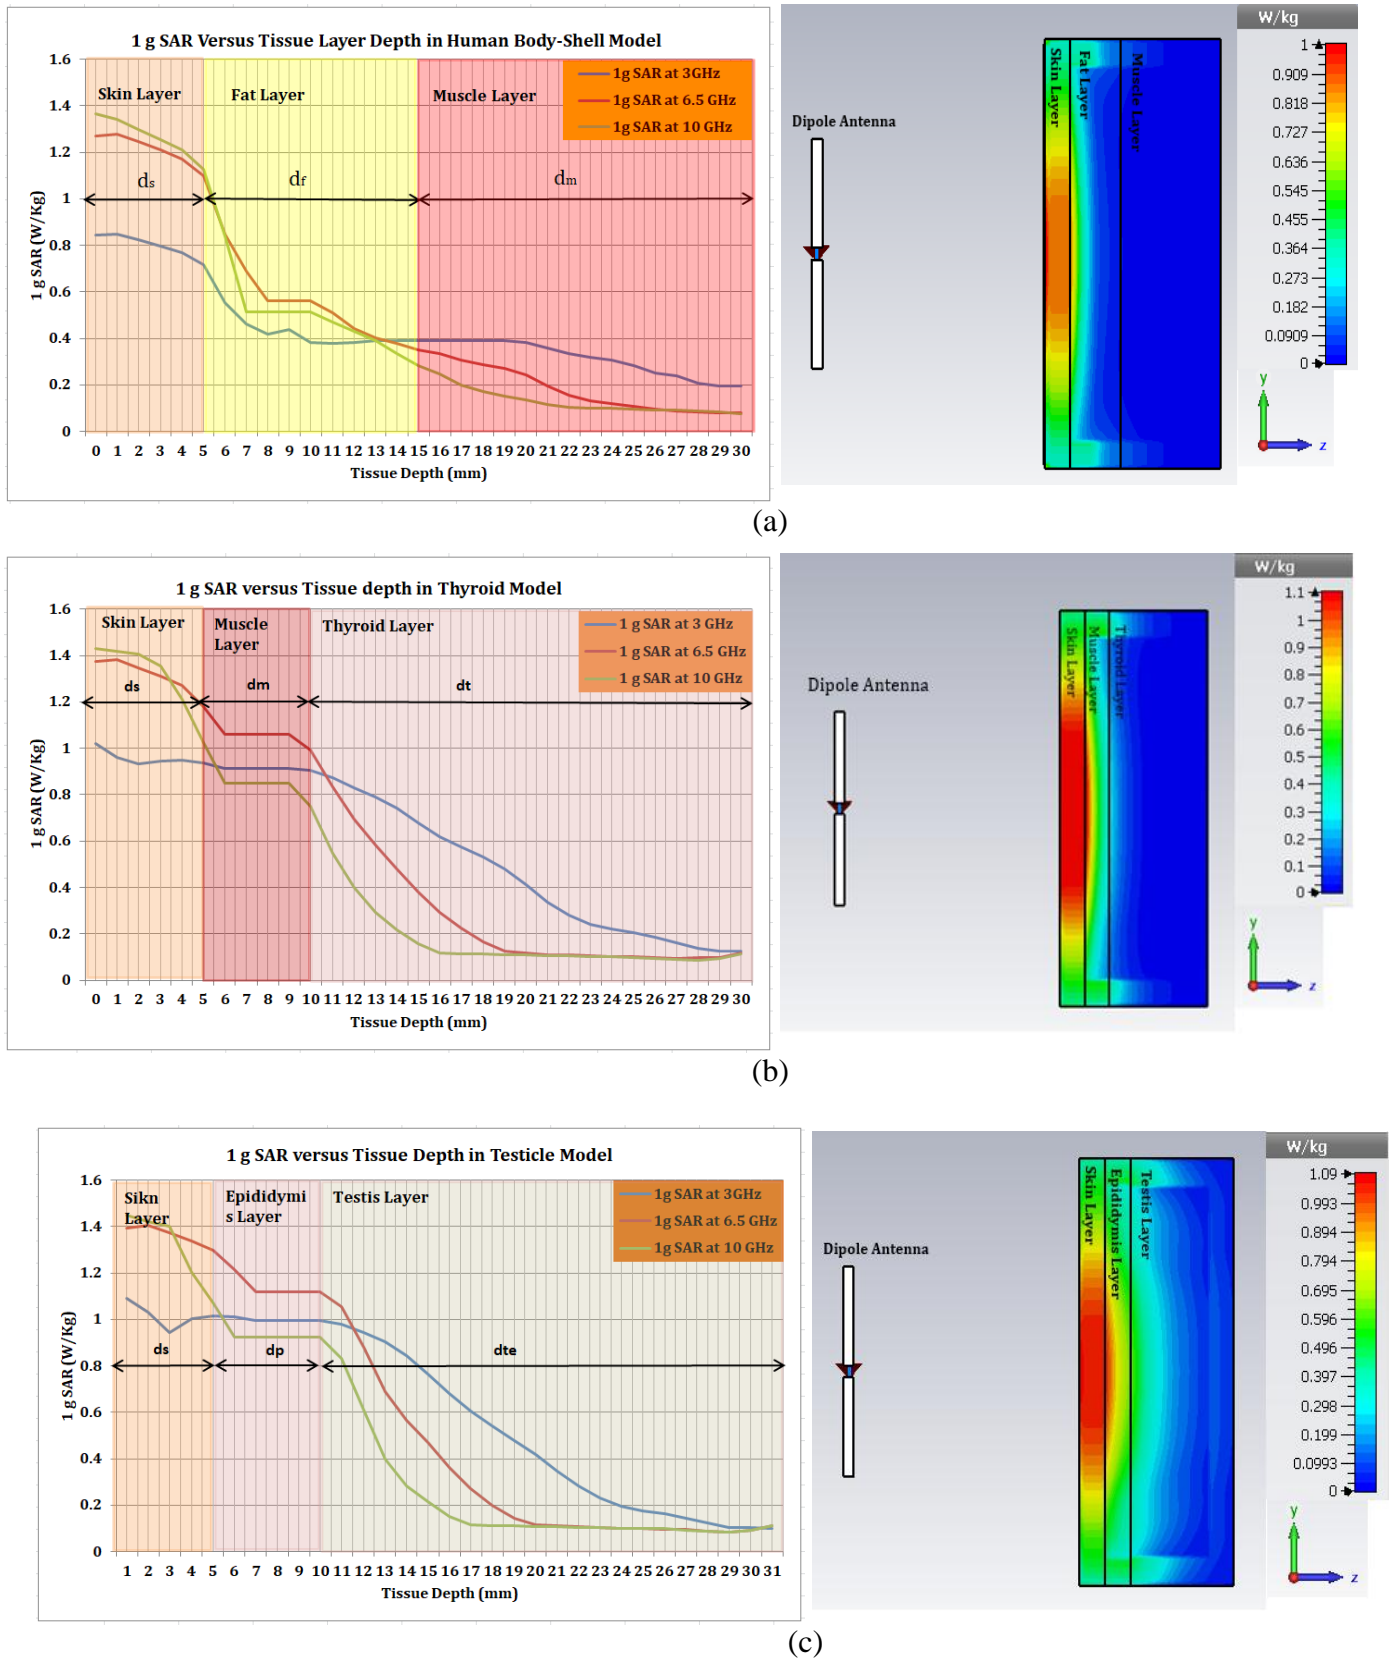 1 g SAR Versus Tissue Layer Depth in Human Body-Shell Model
1.6
1.4
1.2
1
0.8
0.6
0.4
0.2
0
1 g SAR (W/Kg)
Skin Layer
Fat Layer
Muscle Layer
1g SAR at 3GHz
1g SAR at 6.5 GHz
1g SAR at 10 GHz
ds
df
dm
0 1 2 3 4 5 6 7 8 9 10 11 12 13 14 15 16 17 18 19 20 21 22 23 24 25 26 27 28 29 30
Tissue Depth (mm)
Dipole Antenna
Skin Layer
Fat Layer
Muscle Layer
W/kg
1
0.909
0.818
0.727
0.636
0.545
0.455
0.364
0.273
0.182
0.0909
0
y
z
(a)
1 g SAR versus Tissue depth in Thyroid Model
1.6
1.4
1.2
1
0.8
0.6
0.4
0.2
0
1 g SAR (W/Kg)
Skin Layer
Muscle
Layer
Thyroid Layer
1 g SAR at 3 GHz
1 g SAR at 6.5 GHz
1 g SAR at 10 GHz
ds
dm
dt
0 1 2 3 4 5 6 7 8 9 10 11 12 13 14 15 16 17 18 19 20 21 22 23 24 25 26 27 28 29 30
Tissue Depth (mm)
Dipole Antenna
Skin Layer
Muscle Layer
Thyroid Layer
W/kg
1.1
1
0.9
0.8
0.7
0.6
0.5
0.4
0.3
0.2
0.1
0
y
z
(b)
1 g SAR versus Tissue Depth in Testicle Model
1.6
1.4
1.2
1
0.8
0.6
0.4
0.2
0
1 g SAR (W/Kg)
Sikn
Layer
Epididymi
s Layer
Testis Layer
1g SAR at 3GHz
1g SAR at 6.5 GHz
1g SAR at 10 GHz
ds
dp
dte
1 2 3 4 5 6 7 8 9 10 11 12 13 14 15 16 17 18 19 20 21 22 23 24 25 26 27 28 29 30 31
Tissue Depth (mm)
Dipole Antenna
Skin Layer
Epididymis Layer
Testis Layer
W/kg
1.09
0.993
0.894
0.794
0.695
0.596
0.496
0.397
0.298
0.199
0.0993
0
y
z
(c)